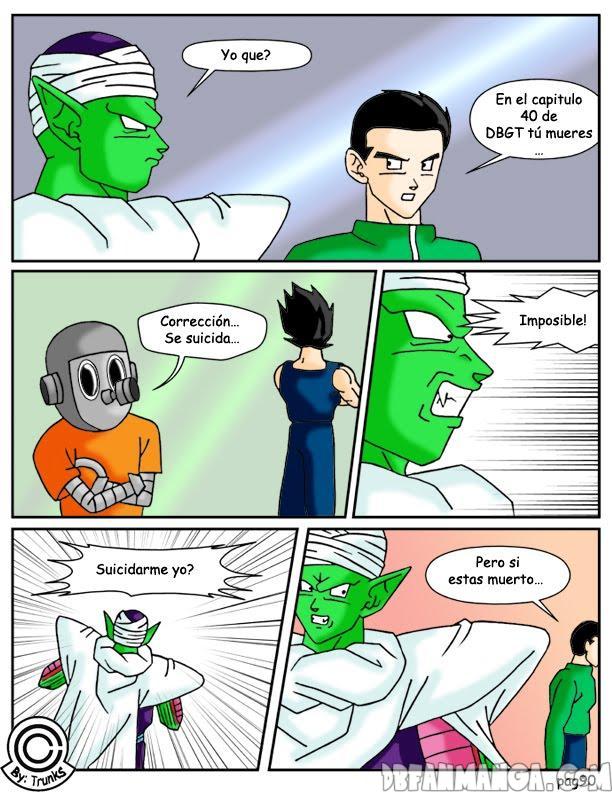 Yo que?
En el capitulo
40 de
DBGT tú mueres
...
Corrección...
Se suicida...
Imposible!
Suicidarme yo?
Pero si
estas muerto...
By: Trunks
DBFANMANGA.COM
pag90